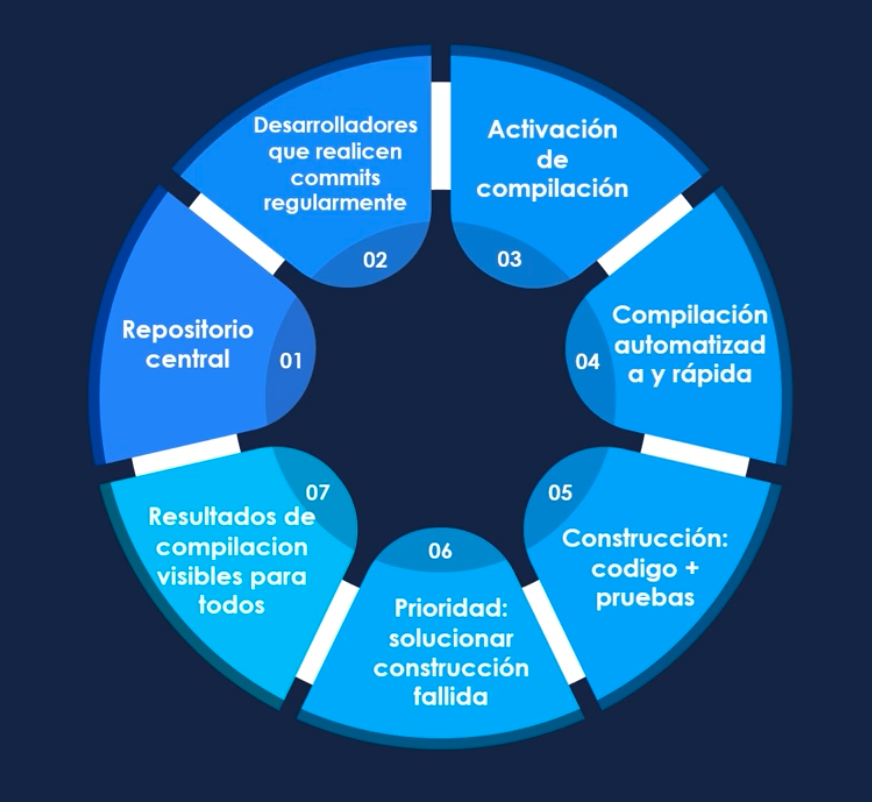 Repositorio
central
01
Desarrolladores
que realicen
commits
regularmente
02
Activación
de
compilación
03
Compilación
automatizad
a y rápida
04
Construcción:
codigo +
pruebas
05
Prioridad:
solucionar
construcción
fallida
06
Resultados de
compilacion
visibles para
todos
07